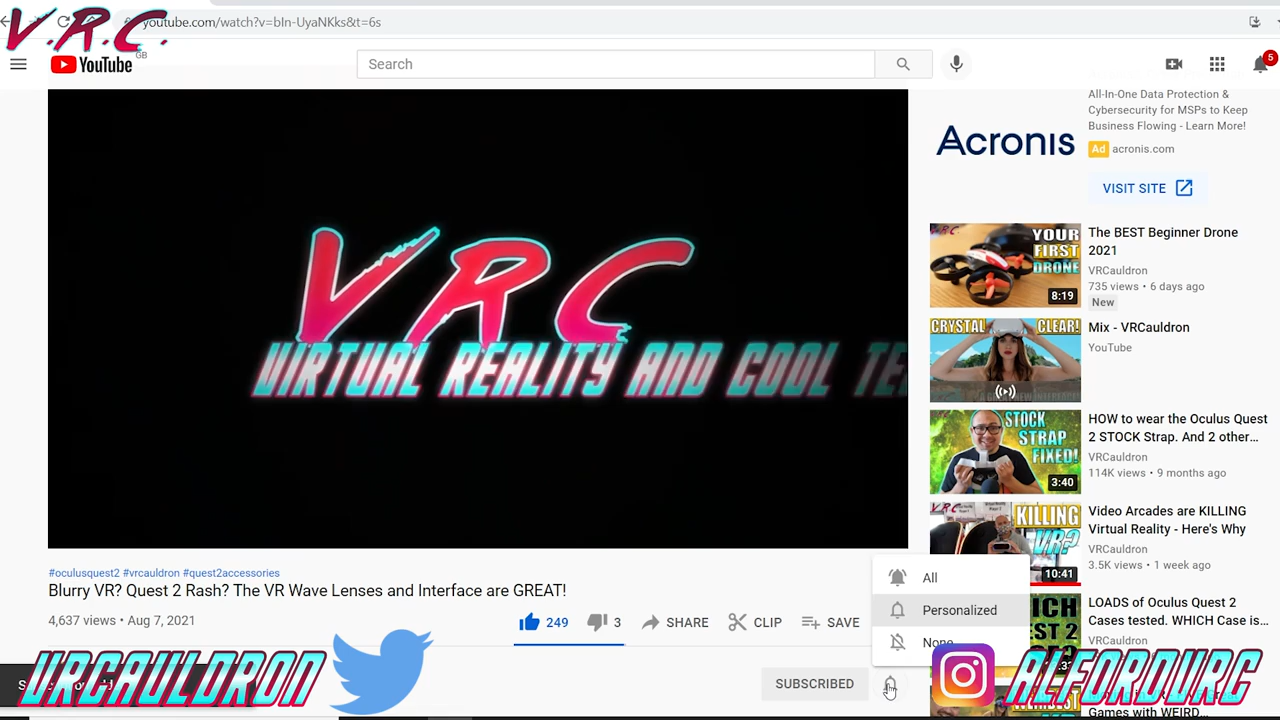 V.R.C.
youtube.com/watch?v=bIn-UyaNKks&t=6s
YouTube GB
Search
5
VRC
VIRTUAL REALITY AND COOL
All-In-One Data Protection &
Cybersecurity for MSPs to Keep
Business Flowing - Learn More!
Acronis
Ad acronis.com
VISIT SITE
VRC
YOUR
FIRST
DRONE
8:19
The BEST Beginner Drone
2021
VRCauldron
735 views • 6 days ago
New
CRYSTAL CLEAR!
Mix - VRCauldron
YouTube
STOCK
STRAP
FIXED!
3:40
HOW to wear the Oculus Quest
2 STOCK Strap. And 2 other…
VRCauldron
114K views • 9 months ago
V.R.C.
KILLING
VR?
10:41
Video Arcades are KILLING
Virtual Reality - Here's Why
VRCauldron
3.5K views • 1 week ago
LOADS of Oculus Quest 2
Cases tested. WHICH Case is…
VRCauldron
Games with WEIRD…
#oculusquest2 #vrcauldron #quest2accessories
Blurry VR? Quest 2 Rash? The VR Wave Lenses and Interface are GREAT!
4,637 views • Aug 7, 2021
249
3
SHARE
CLIP
SAVE
All
Personalized
None
SUBSCRIBED
VRCAULDRON
ALFORDVRC